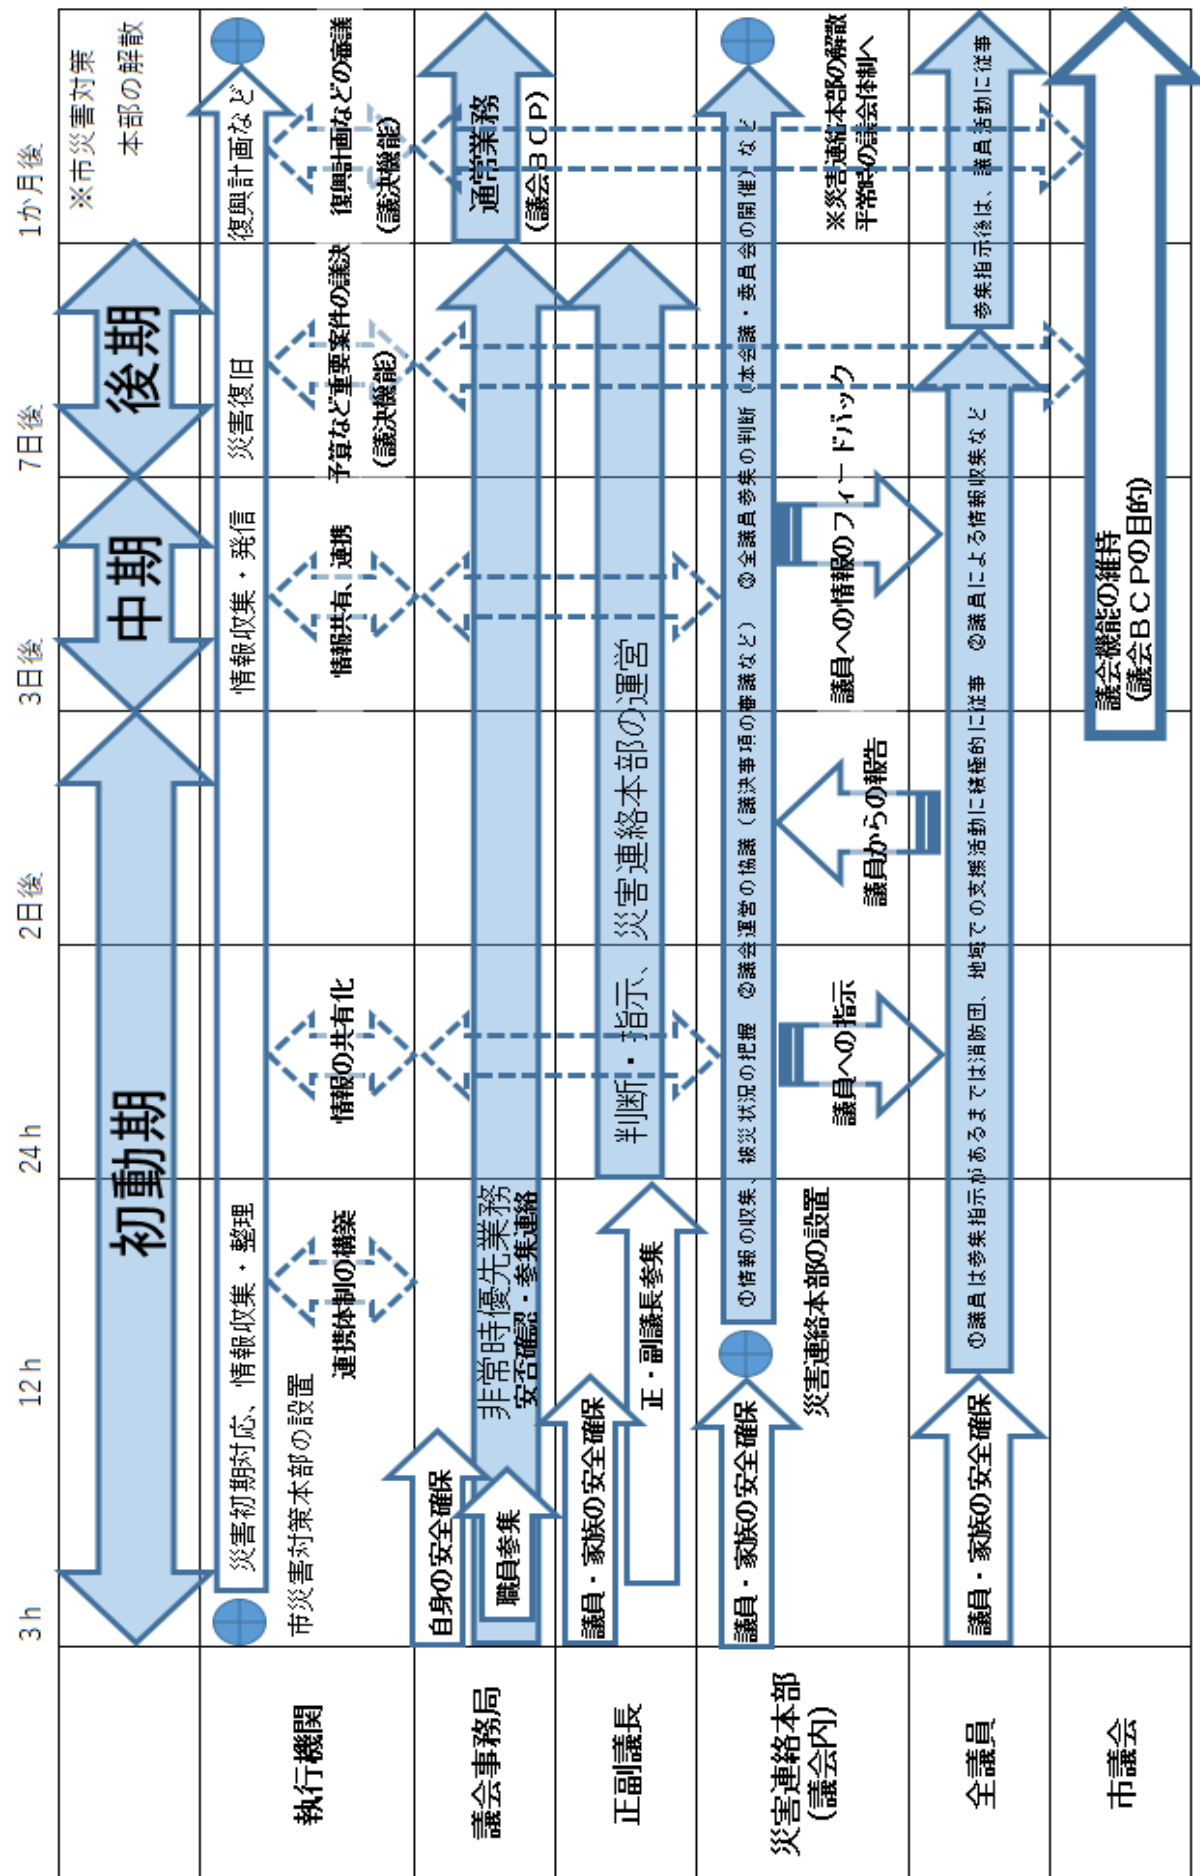 3h
12h
24h
2日後
3日後
7日後
1か月後
初動期
中期
後期
※市災害対策
本部の解散
執行機関
災害初期対応、情報収集・整理
情報収集・発信
災害復旧
復興計画など
市災害対策本部の設置
連携体制の構築
情報の共有化
情報共有、連携
予算など重要案件の議決
(議決機能)
復興計画などの審議
(議決機能)
議会事務局
自身の安全確保
職員参集
非常時優先業務
安否確認・参集連絡
通常業務
(議会BCP)
正副議長
議員・家族の安全確保
正・副議長参集
判断・指示、災害連絡本部の運営
災害連絡本部
(議会内)
議員・家族の安全確保
①情報の収集、被災状況の把握 ②議会運営の協議(議決事項の審議など) ③全議員参集の判断(本会議・委員会の開催)など
災害連絡本部の設置
議員への指示
議員からの報告
議員への情報のフィードバック
※災害連絡本部の解散
平常時の議会体制へ
全議員
議員・家族の安全確保
①議員は参集指示があるまでは消防団、地域での支援活動に積極的に従事 ②議員による情報収集など
参集指示後は、議員活動に従事
市議会
議会機能の維持
(議会BCPの目的)